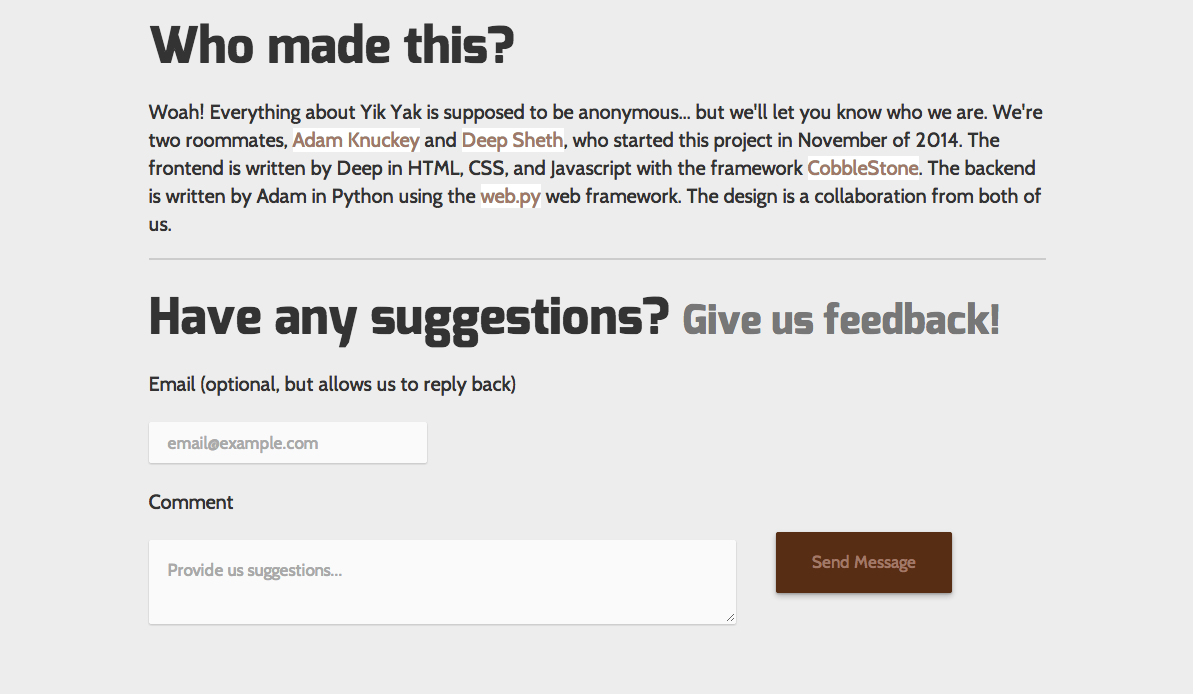 Who made this?
Woah! Everything about Yik Yak is supposed to be anonymous... but we'll let you know who we are. We're
two roommates, Adam Knuckey and Deep Sheth, who started this project in November of 2014. The
frontend is written by Deep in HTML, CSS, and Javascript with the framework CobbleStone. The backend
is written by Adam in Python using the web.py web framework. The design is a collaboration from both of
us.
Have any suggestions? Give us feedback!
Email (optional, but allows us to reply back)
email@example.com
Comment
Provide us suggestions...
Send Message